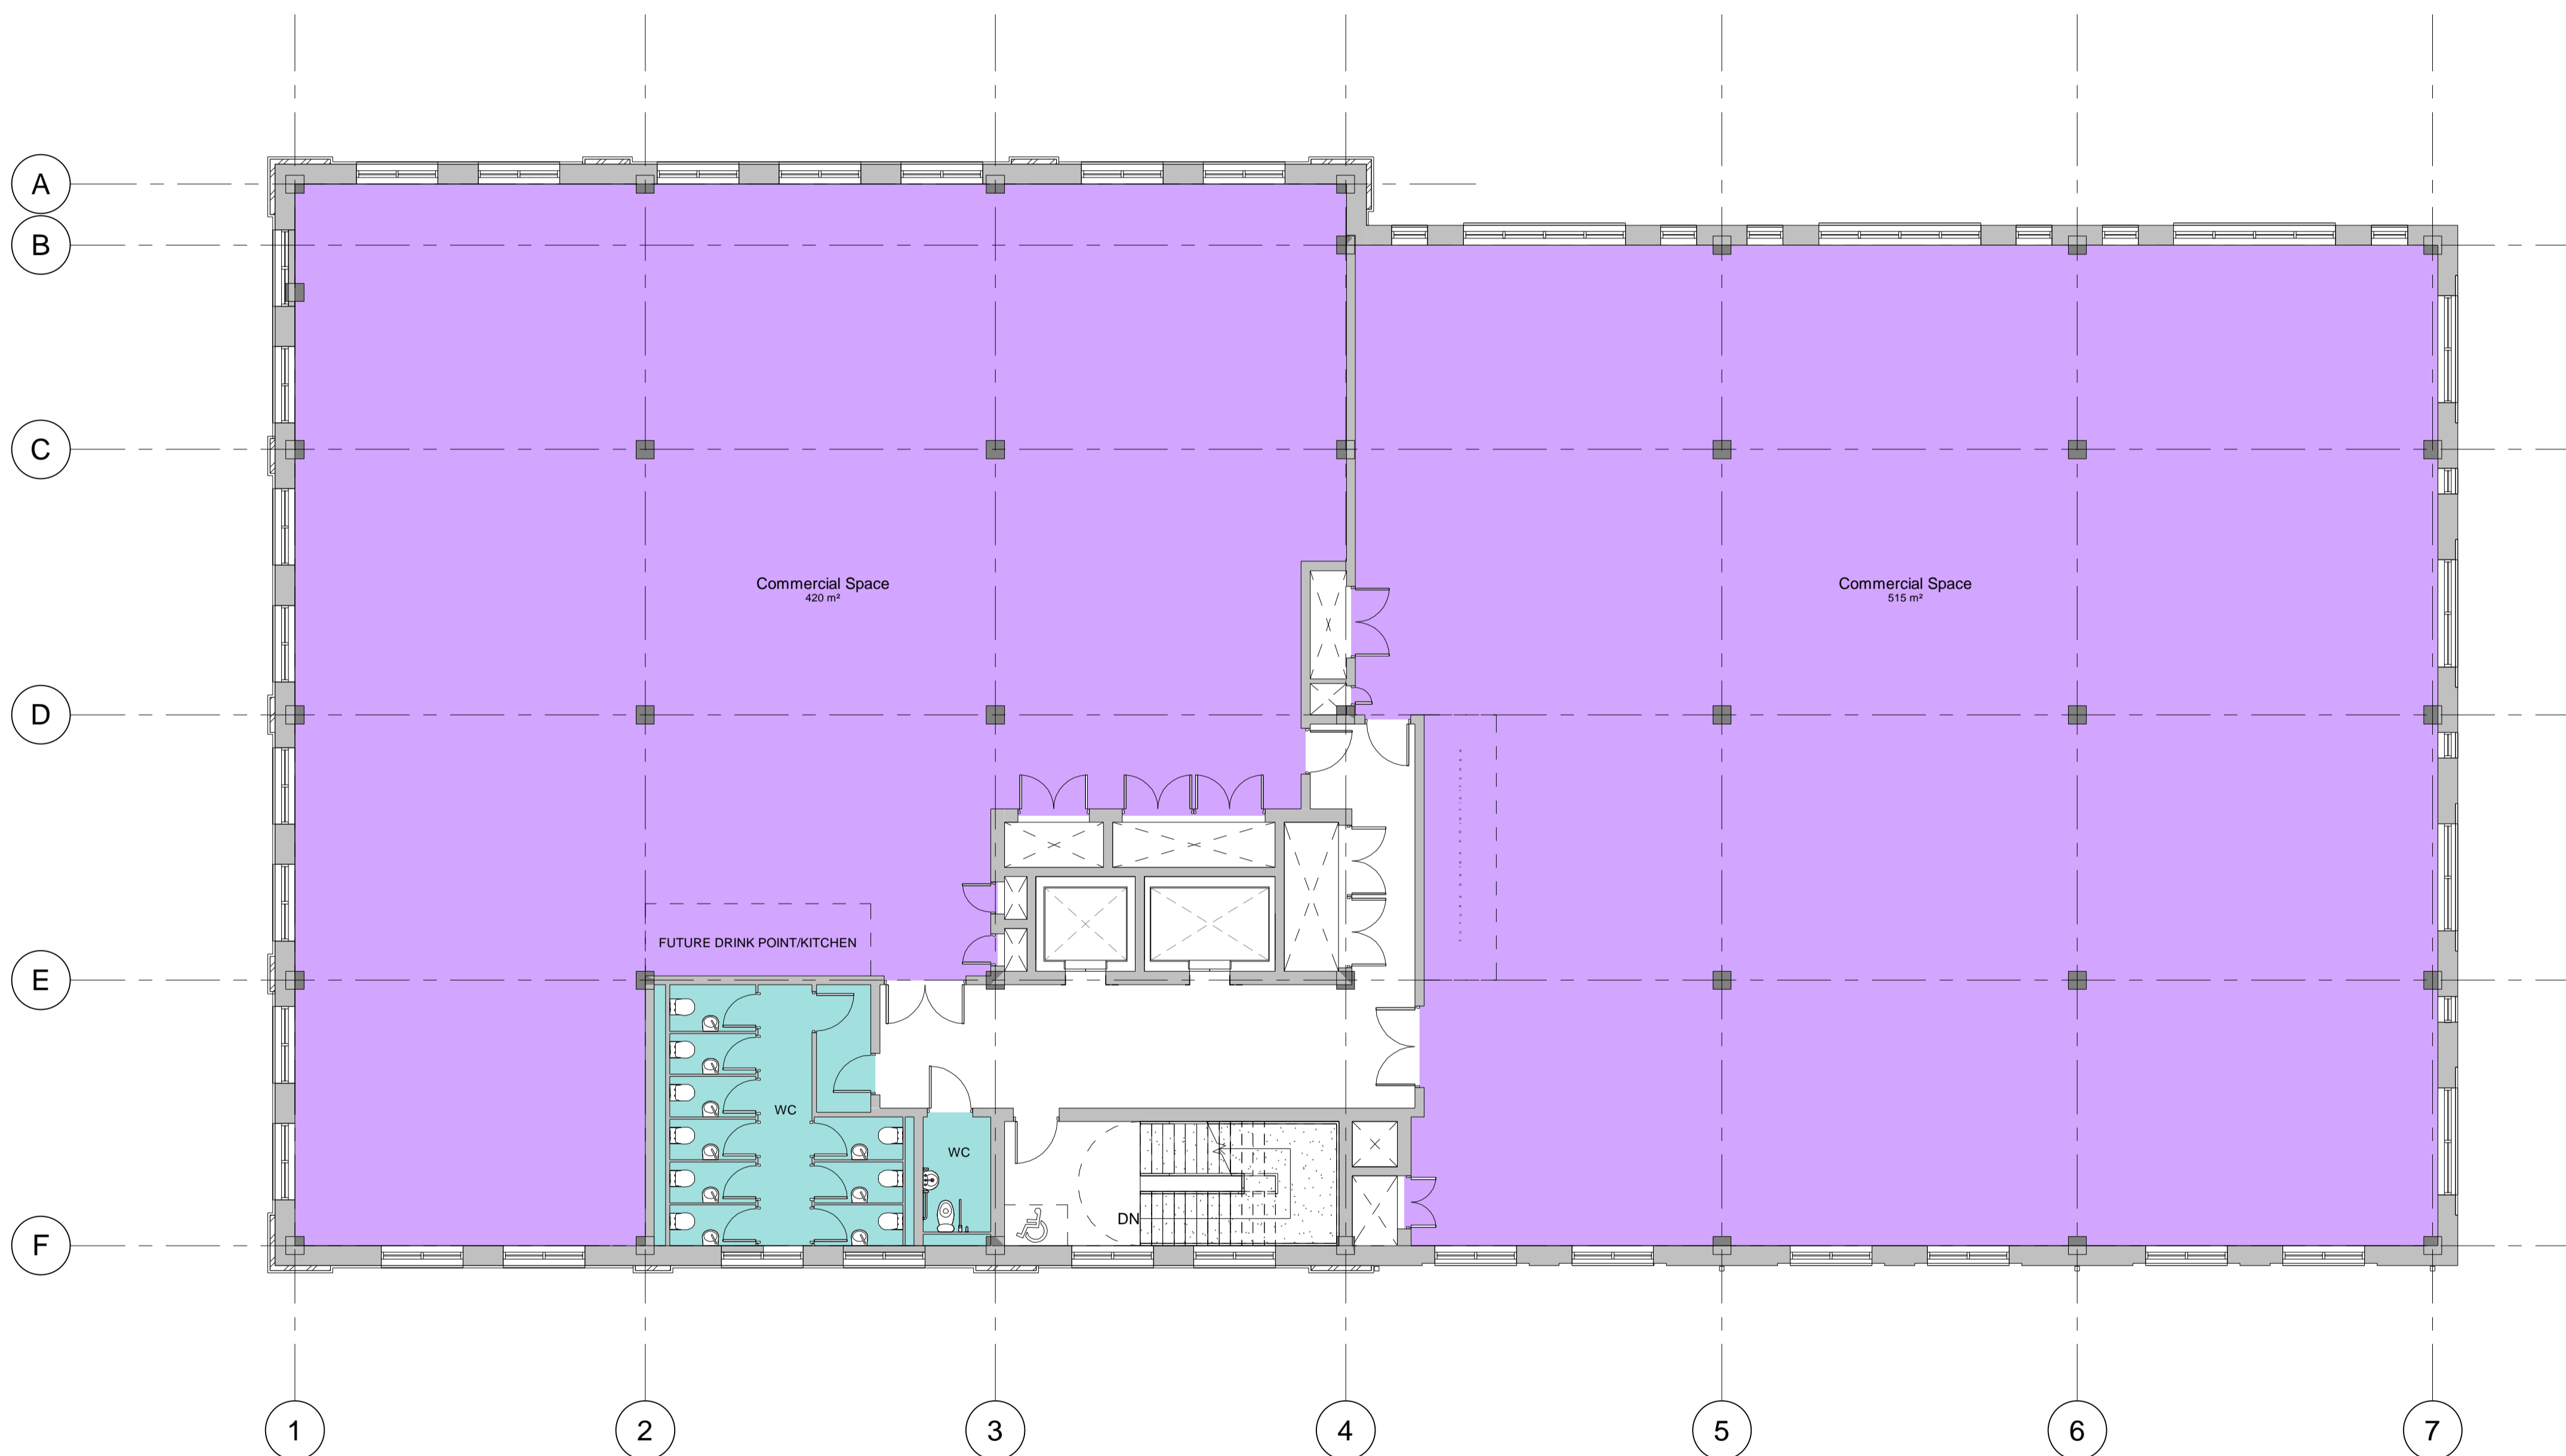 A
B
C
D
E
F
Commercial Space
420 m²
Commercial Space
515 m²
FUTURE DRINK POINT/KITCHEN
WC
WC
DN
1
2
3
4
5
6
7